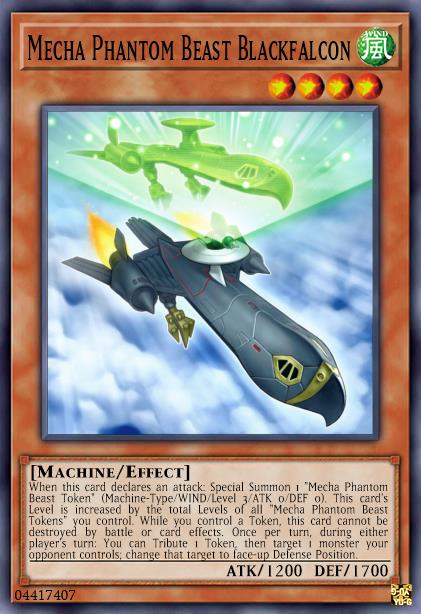 MECHA PHANTOM BEAST BLACKFALCON
WIND
風
[MACHINE/EFFECT]
When this card declares an attack: Special Summon 1 "Mecha Phantom
Beast Token" (Machine-Type/WIND/Level 3/ATK 0/DEF 0). This card's
Level is increased by the total Levels of all "Mecha Phantom Beast
Tokens" you control. While you control a Token, this card cannot be
destroyed by battle or card effects. Once per turn, during either
player's turn: You can Tribute 1 Token, then target 1 monster your
opponent controls; change that target to face-up Defense Position.
ATK/1200 DEF/1700
04417407